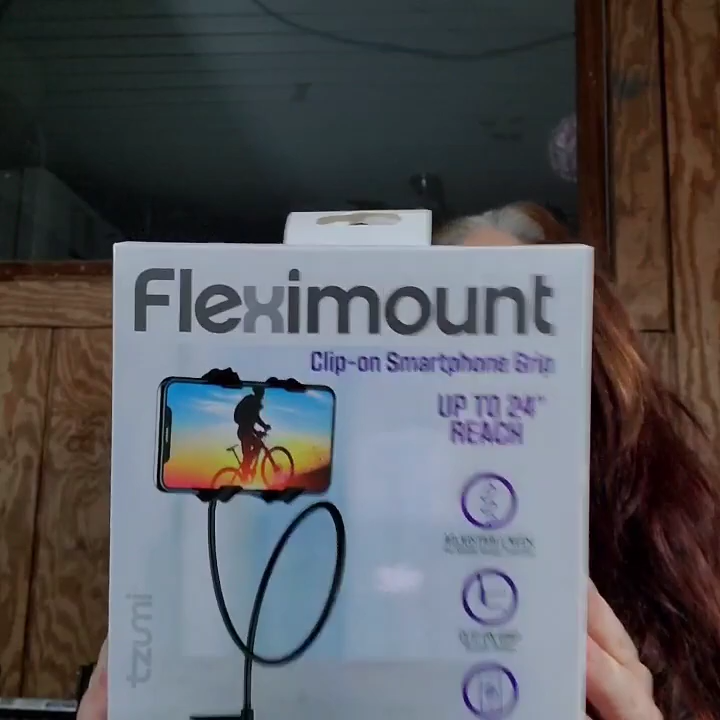 Fleximount
Clip-on Smartphone Grip
UP TO 24"
REACH
tzumi